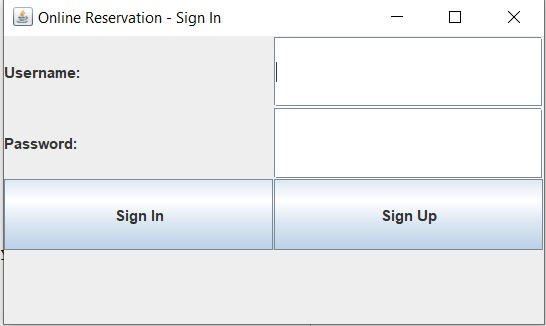 Online Reservation - Sign In
Username:
Password:
Sign In
Sign Up